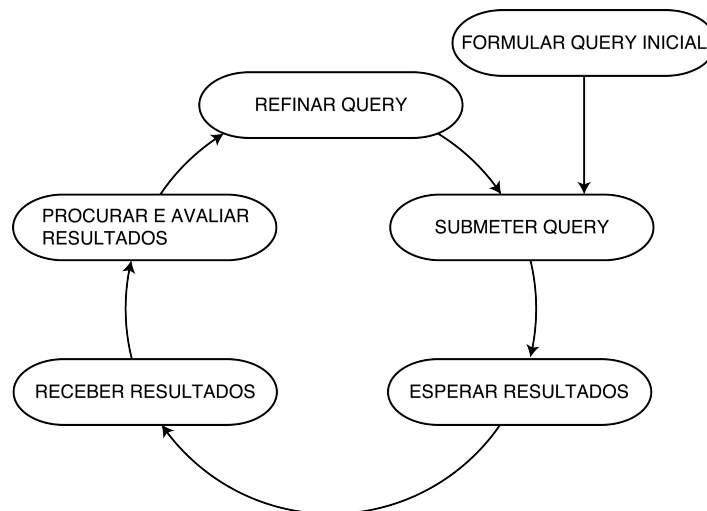 FORMULAR QUERY INICIAL
REFINAR QUERY
PROCURAR E AVALIAR
RESULTADOS
SUBMETER QUERY
RECEBER RESULTADOS
ESPERAR RESULTADOS